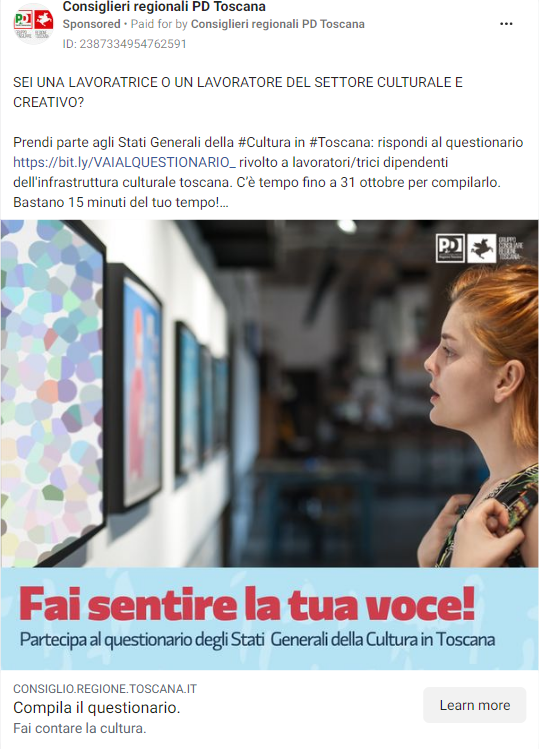 Consiglieri regionali PD Toscana
Sponsored • Paid for by Consiglieri regionali PD Toscana
ID: 2387334954762591
SEI UNA LAVORATRICE O UN LAVORATORE DEL SETTORE CULTURALE E
CREATIVO?
Prendi parte agli Stati Generali della #Cultura in #Toscana: rispondi al questionario
https://bit.ly/VAIALQUESTIONARIO_ rivolto a lavoratori/trici dipendenti
dell'infrastruttura culturale toscana. C'è tempo fino a 31 ottobre per compilarlo.
Bastano 15 minuti del tuo tempo!...
PD
GRUPPO
CONSILIARE
REGIONE
TOSCANA
Fai sentire la tua voce!
Partecipa al questionario degli Stati Generali della Cultura in Toscana
CONSIGLIO.REGIONE.TOSCANA.IT
Compila il questionario.
Learn more
Fai contare la cultura.